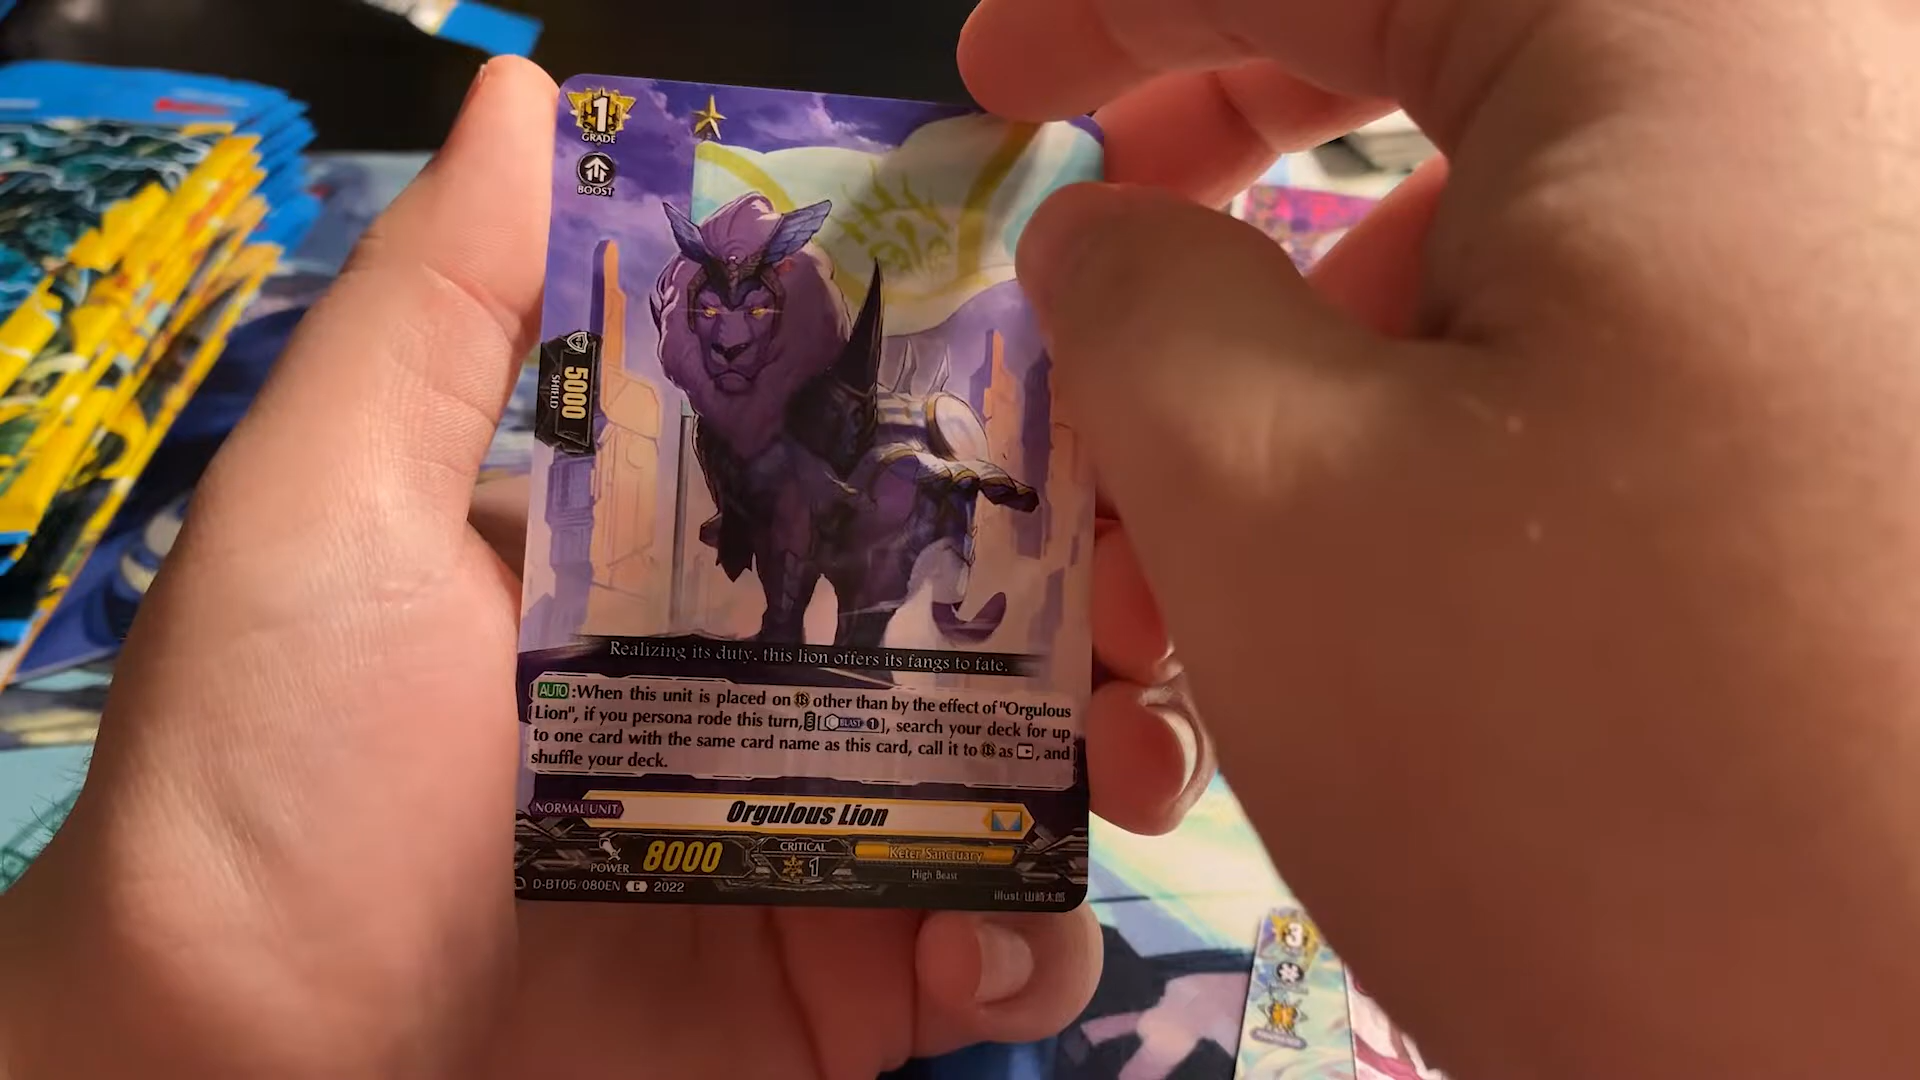 1
GRADE
BOOST
5000
SHIELD
Realizing its duty, this lion offers its fangs to fate.
AUTO:When this unit is placed on other than by the effect of "Orgulous
Lion", if you persona rode this turn, [BLAST 1], search your deck for up
to one card with the same card name as this card, call it to as , and
shuffle your deck.
NORMAL UNIT
Orgulous Lion
POWER 8000
CRITICAL
1
Keter Sanctuary
High Beast
D-BT05/080EN C 2022
illust 山崎太郎
3